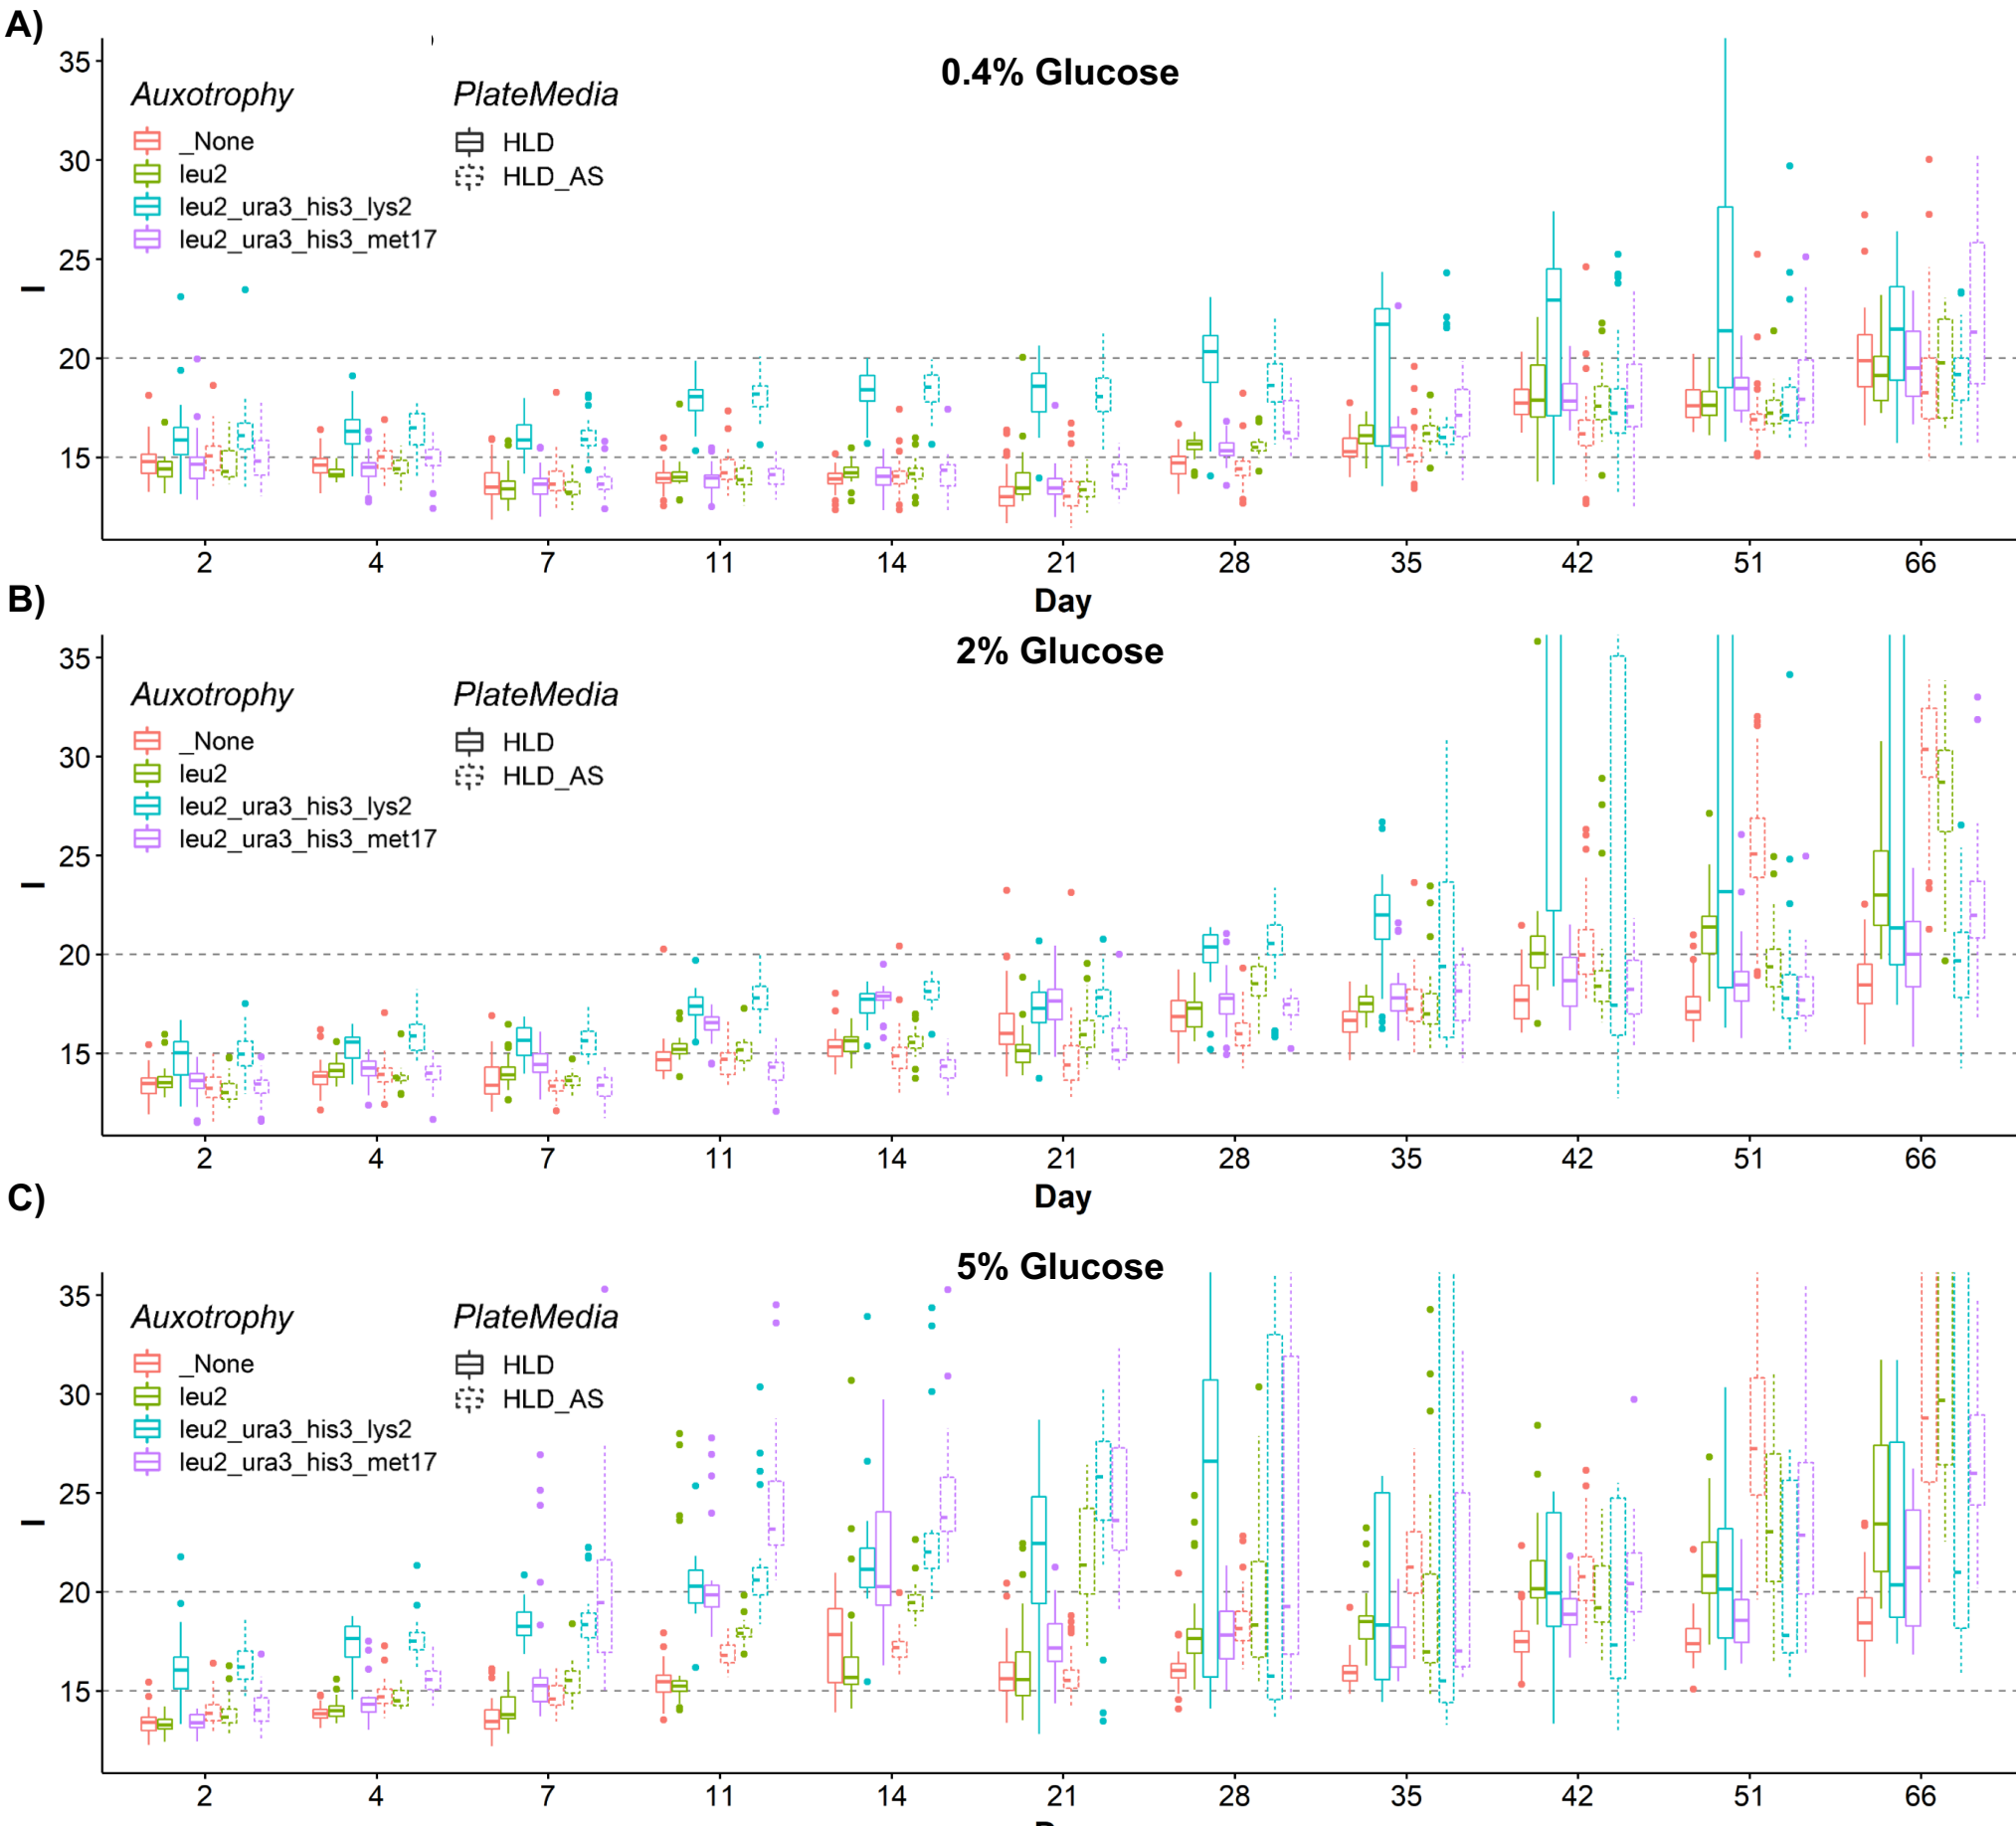 A)
0.4% Glucose
Auxotrophy PlateMedia
_None HLD
leu2 HLD_AS
leu2_ura3_his3_lys2
leu2_ura3_his3_met17
35
30
25
20
15
l
2 4 7 11 14 21 28 35 42 51 66
Day
B)
2% Glucose
Auxotrophy PlateMedia
_None HLD
leu2 HLD_AS
leu2_ura3_his3_lys2
leu2_ura3_his3_met17
35
30
25
20
15
l
2 4 7 11 14 21 28 35 42 51 66
Day
C)
5% Glucose
Auxotrophy PlateMedia
_None HLD
leu2 HLD_AS
leu2_ura3_his3_lys2
leu2_ura3_his3_met17
35
30
25
20
15
l
2 4 7 11 14 21 28 35 42 51 66